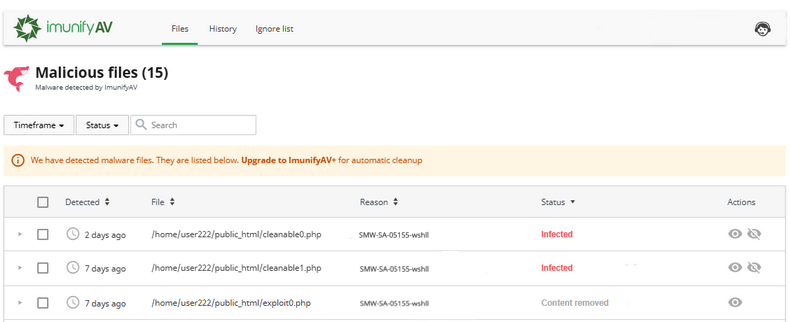 imunifyAV Files History Ignore list
Malicious files (15)
Malware detected by ImunifyAV
Timeframe Status Search
We have detected malware files. They are listed below. Upgrade to ImunifyAV+ for automatic cleanup
Detected File Reason Status Actions
2 days ago /home/user222/public_html/cleanable0.php SMW-SA-05155-wshll Infected
7 days ago /home/user222/public_html/cleanable1.php SMW-SA-05155-wshll Infected
7 days ago /home/user222/public_html/exploit0.php SMW-SA-05155-wshll Content removed